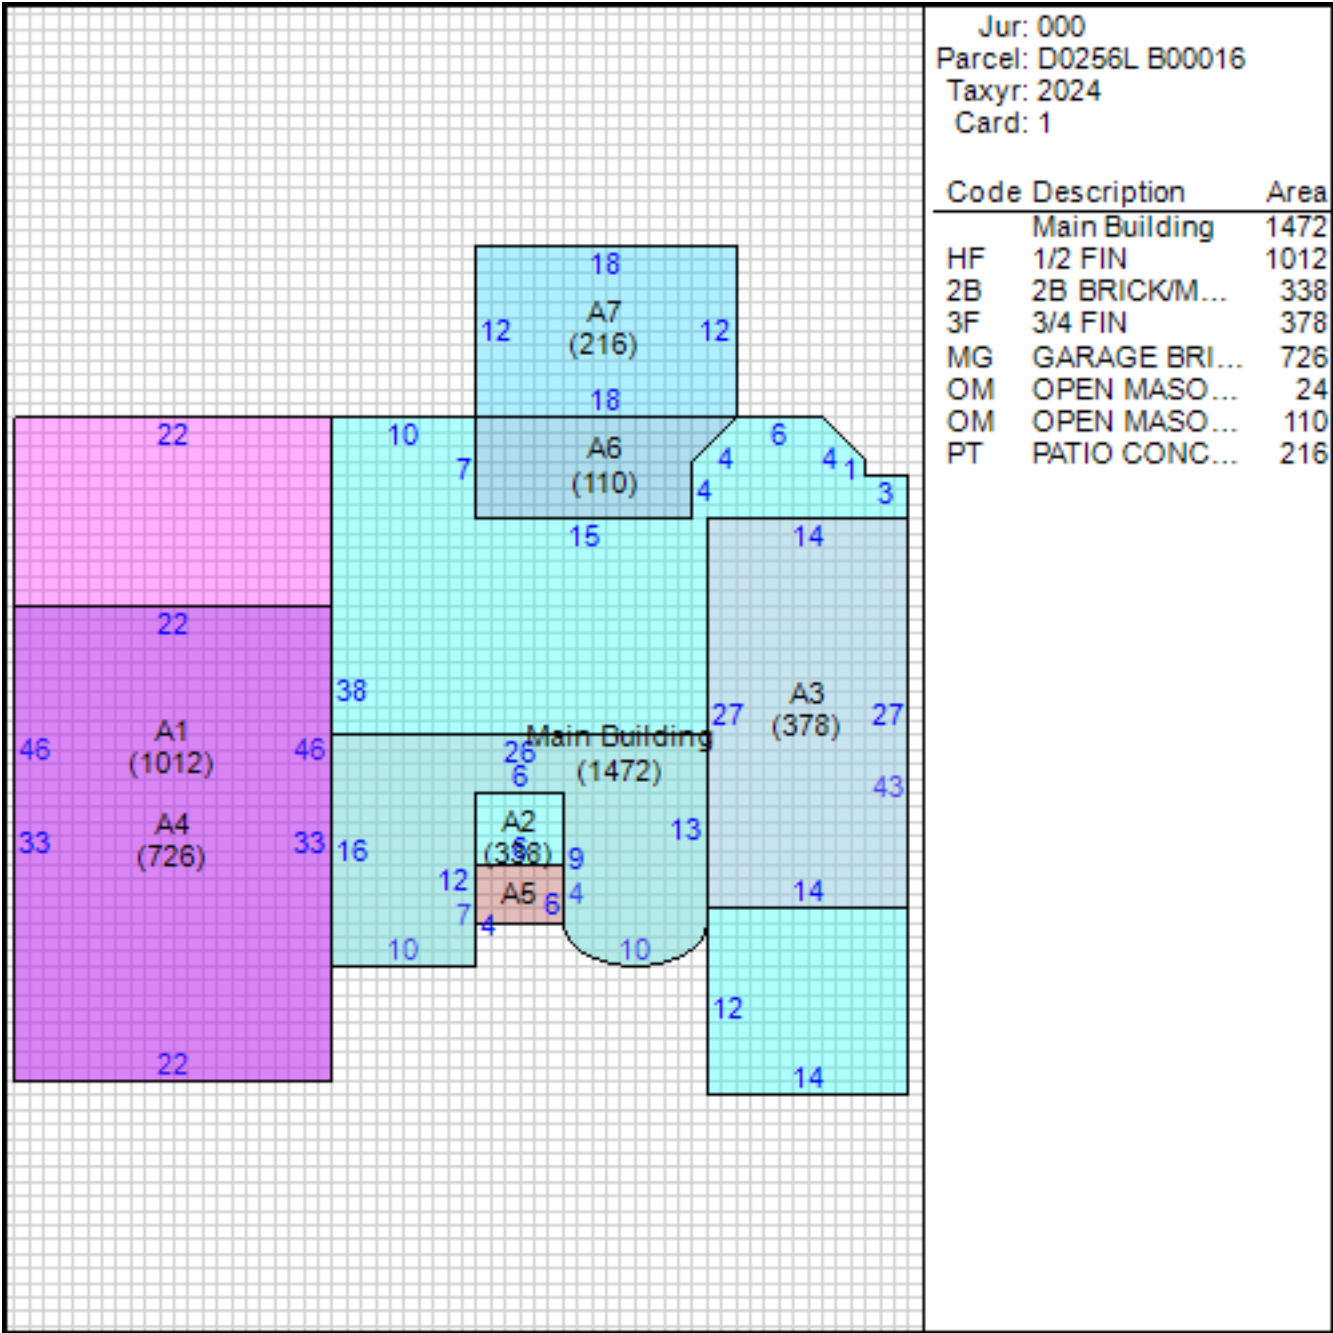 Jur: 000
Parcel: D0256L B00016
Taxyr: 2024
Card: 1
Code Description Area
Main Building 1472
HF 1/2 FIN 1012
2B 2B BRICK/M... 338
3F 3/4 FIN 378
MG GARAGE BRI... 726
OM OPEN MASO... 24
OM OPEN MASO... 110
PT PATIO CONC... 216
18
A7
(216)
12 12
18
22 10 6
A6
(110)
7 4 4 1
4 3
15 14
22
38
A3
(378)
27 27
A1
(1012)
46 46
Main Building
(1472)
26
6
43
A4
(726)
33 33
16
A2
(338)
13
9
12
A5
6 4
7 4
14
10 10
12
22 14